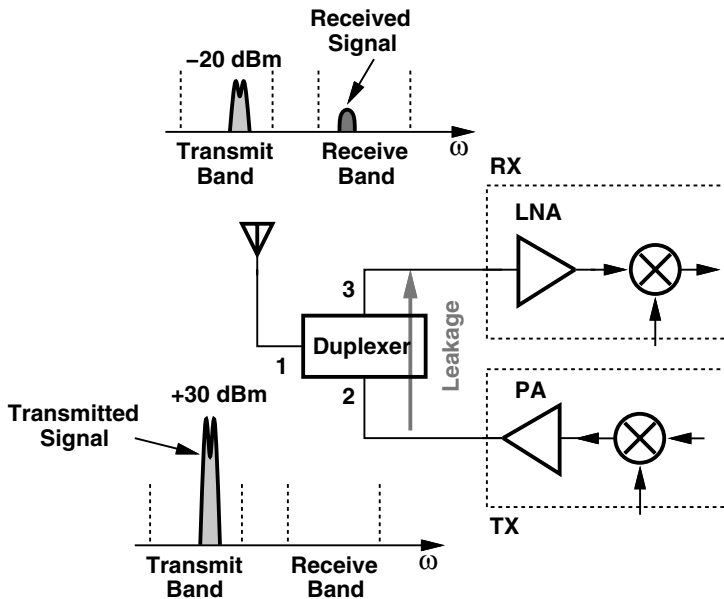 Received
Signal
−20 dBm
Transmit
Band
Receive
Band
ω
RX
LNA
3
Duplexer
1
2
Leakage
PA
TX
+30 dBm
Transmitted
Signal
Transmit
Band
Receive
Band
ω